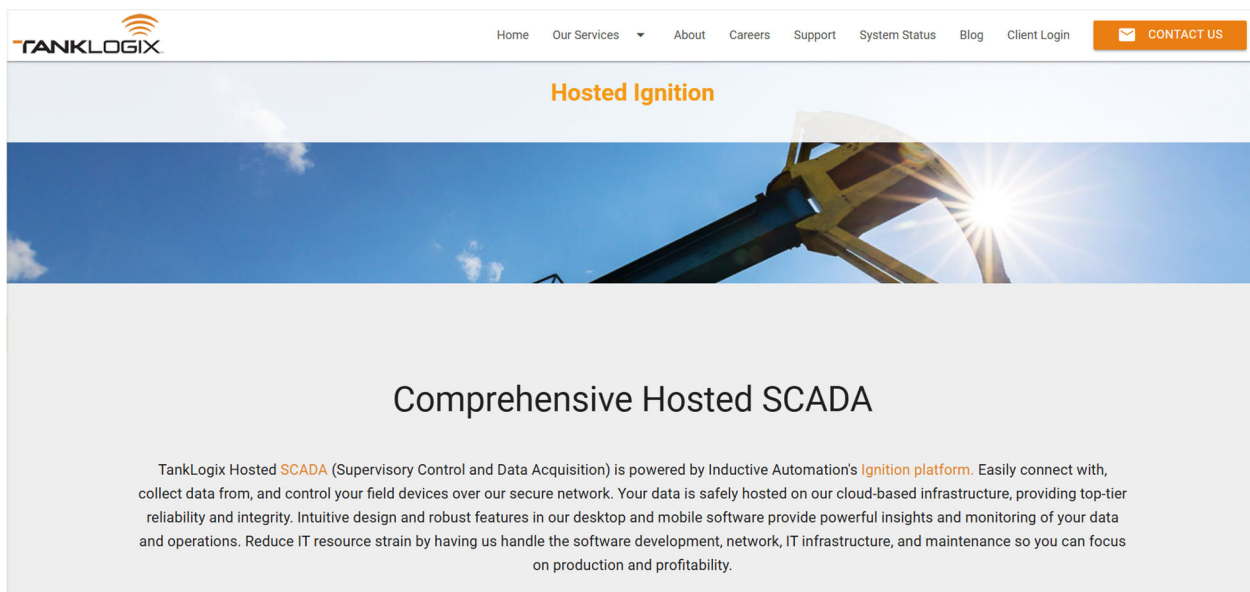 TANKLOGIX
Home Our Services About Careers Support System Status Blog Client Login CONTACT US
Hosted Ignition
Comprehensive Hosted SCADA
TankLogix Hosted SCADA (Supervisory Control and Data Acquisition) is powered by Inductive Automation's Ignition platform. Easily connect with,
collect data from, and control your field devices over our secure network. Your data is safely hosted on our cloud-based infrastructure, providing top-tier
reliability and integrity. Intuitive design and robust features in our desktop and mobile software provide powerful insights and monitoring of your data
and operations. Reduce IT resource strain by having us handle the software development, network, IT infrastructure, and maintenance so you can focus
on production and profitability.